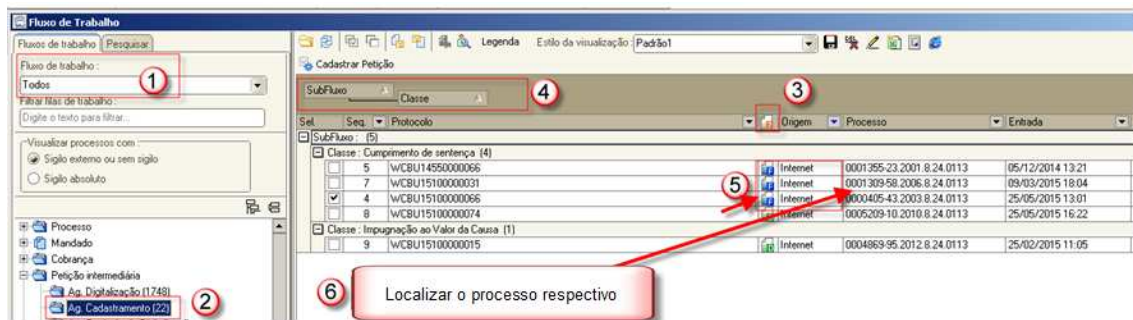 Fluxo de Trabalho
Fluxos de trabalho Pesquisar
Fluxo de trabalho :
Todos
1
Filtrar filas de trabalho :
Digite o texto para filtrar...
Visualizar processos com :
Sigilo externo ou sem sigilo
Sigilo absoluto
Processo
Mandado
Cobrança
Petição intermediária
Ag. Digitalização (1748)
Ag. Cadastramento (22)
2
Legenda Estilo da visualização : Padrão1
Cadastrar Petição
SubFluxo
Classe
4
3
Sel. Seq. Protocolo Origem Processo Entrada
SubFluxo : (5)
Classe : Cumprimento de sentença (4)
5 WCBU14550000066 Internet 0001355-23.2001.8.24.0113 05/12/2014 13:21
7 WCBU15100000031 Internet 0001309-58.2006.8.24.0113 09/03/2015 18:04
5
4 WCBU15100000066 Internet 0000405-43.2003.8.24.0113 25/05/2015 13:01
8 WCBU15100000074 Internet 0005209-10.2010.8.24.0113 25/05/2015 16:22
Classe : Impugnação ao Valor da Causa (1)
9 WCBU15100000015 Internet 0004869-95.2012.8.24.0113 25/02/2015 11:05
6
Localizar o processo respectivo